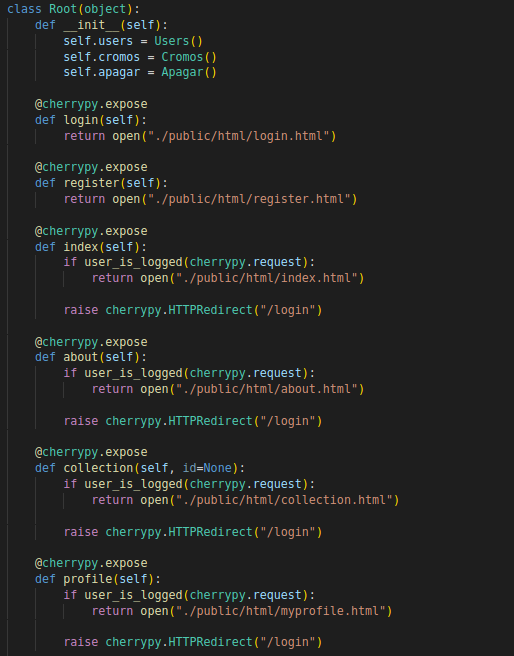 class Root(object):
    def __init__(self):
        self.users = Users()
        self.cromos = Cromos()
        self.apagar = Apagar()

    @cherrypy.expose
    def login(self):
        return open("./public/html/login.html")

    @cherrypy.expose
    def register(self):
        return open("./public/html/register.html")

    @cherrypy.expose
    def index(self):
        if user_is_logged(cherrypy.request):
            return open("./public/html/index.html")

        raise cherrypy.HTTPRedirect("/login")

    @cherrypy.expose
    def about(self):
        if user_is_logged(cherrypy.request):
            return open("./public/html/about.html")

        raise cherrypy.HTTPRedirect("/login")

    @cherrypy.expose
    def collection(self, id=None):
        if user_is_logged(cherrypy.request):
            return open("./public/html/collection.html")

        raise cherrypy.HTTPRedirect("/login")

    @cherrypy.expose
    def profile(self):
        if user_is_logged(cherrypy.request):
            return open("./public/html/myprofile.html")

        raise cherrypy.HTTPRedirect("/login")